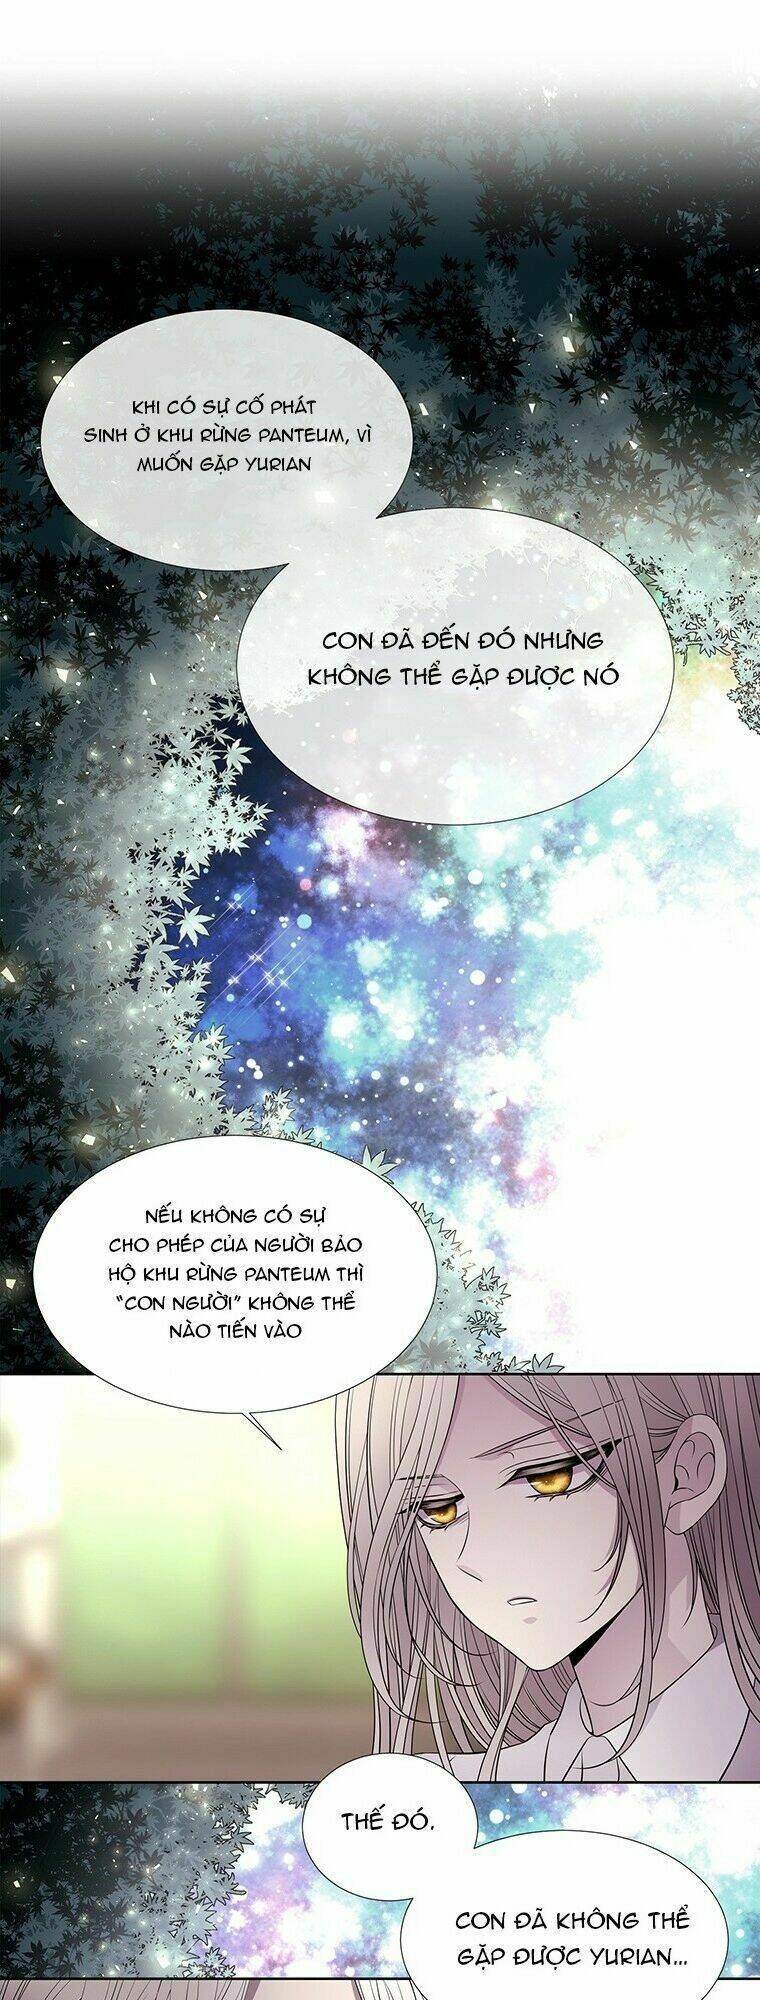 KHI CÓ SỰ CỐ PHÁT
SINH Ở KHU RỪNG PANTEUM, VÌ
MUỐN GẶP YURIAN
CON ĐÃ ĐẾN ĐÓ NHƯNG
KHÔNG THỂ GẶP ĐƯỢC NÓ
NẾU KHÔNG CÓ SỰ
CHO PHÉP CỦA NGƯỜI BẢO
HỘ KHU RỪNG PANTEUM THÌ
“CON NGƯỜI” KHÔNG THỂ
NÀO TIẾN VÀO
THẾ ĐÓ.
CON ĐÃ KHÔNG THỂ
GẶP ĐƯỢC YURIAN...